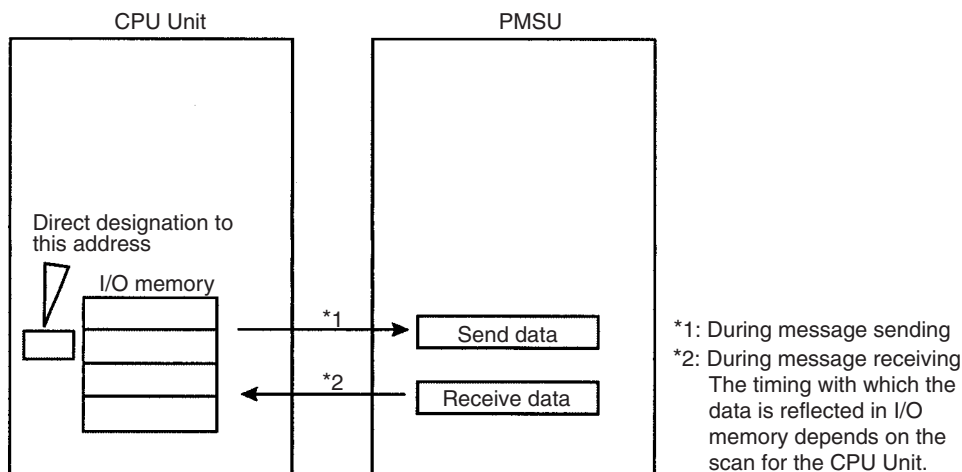 CPU Unit
PMSU
Direct designation to
this address
I/O memory
*1
Send data
*2
Receive data
*1: During message sending
*2: During message receiving
The timing with which the
data is reflected in I/O
memory depends on the
scan for the CPU Unit.